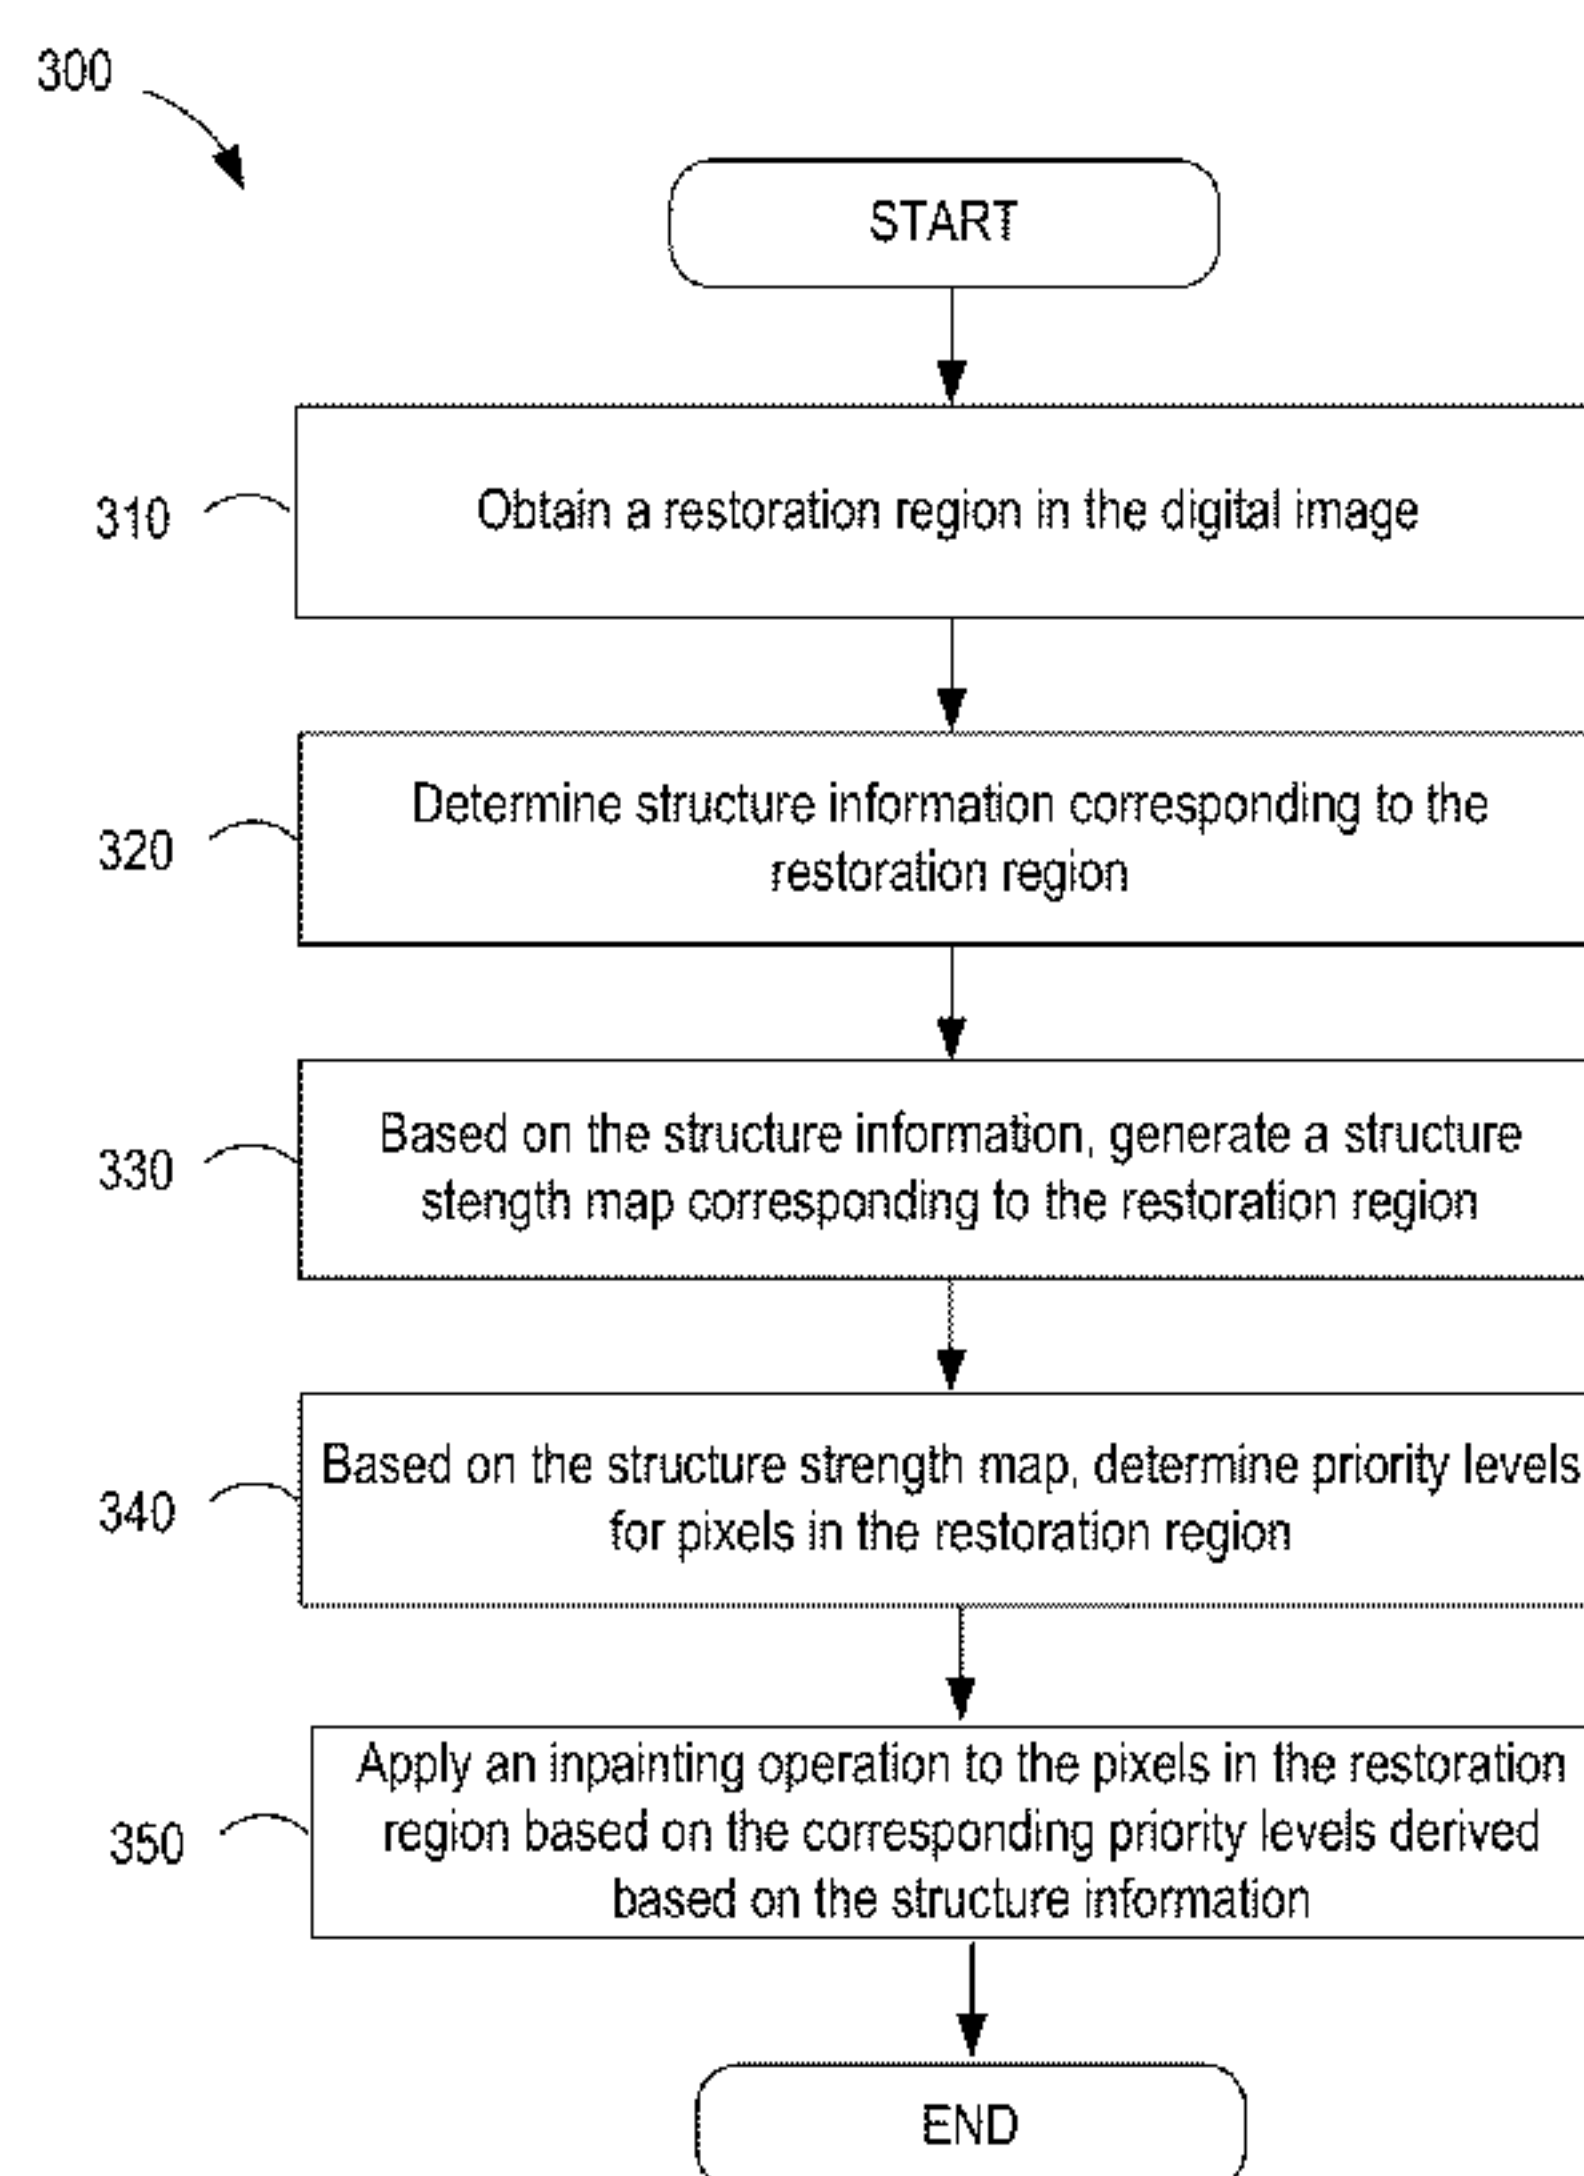 300
START
310
Obtain a restoration region in the digital image
320
Determine structure information corresponding to the
restoration region
330
Based on the structure information, generate a structure
stength map corresponding to the restoration region
340
Based on the structure strength map, determine priority levels
for pixels in the restoration region
350
Apply an inpainting operation to the pixels in the restoration
region based on the corresponding priority levels derived
based on the structure information
END